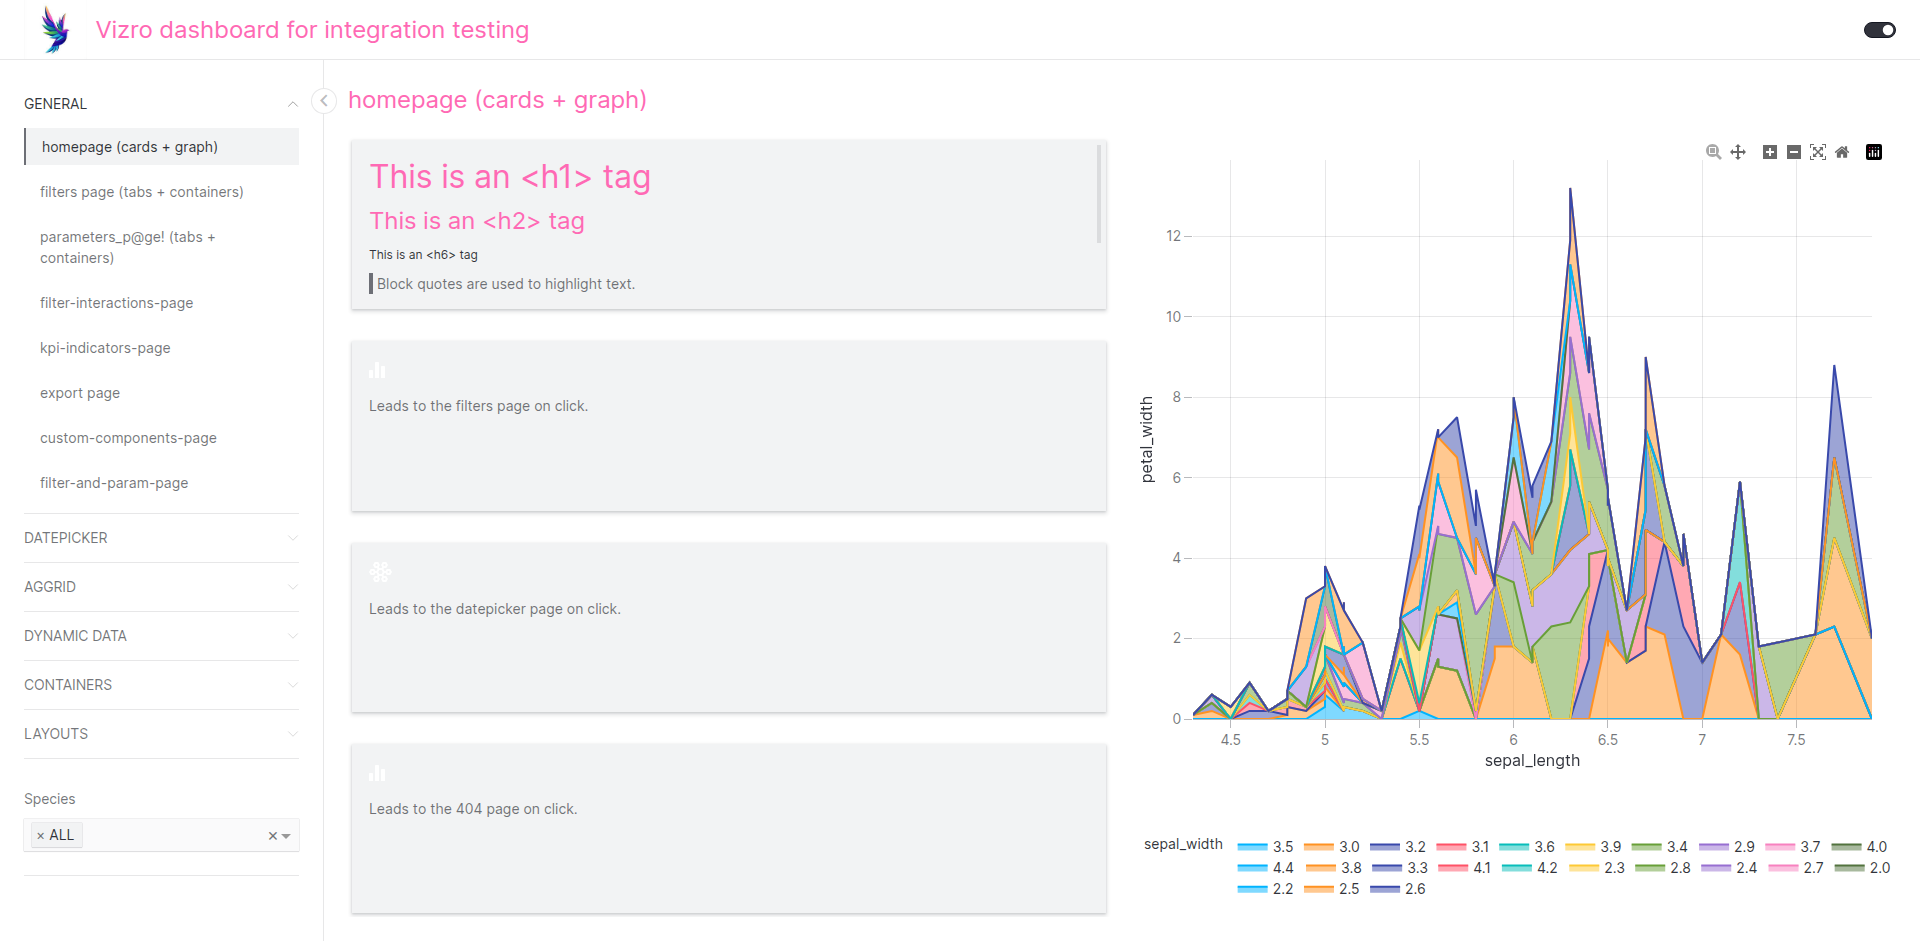 Vizro dashboard for integration testing
GENERAL
homepage (cards + graph)
filters page (tabs + containers)
parameters_p@ge! (tabs +
containers)
filter-interactions-page
kpi-indicators-page
export page
custom-components-page
filter-and-param-page
DATEPICKER
AGGRID
DYNAMIC DATA
CONTAINERS
LAYOUTS
Species
× ALL
homepage (cards + graph)
This is an <h1> tag
This is an <h2> tag
This is an <h6> tag
Block quotes are used to highlight text.
Leads to the filters page on click.
Leads to the datepicker page on click.
Leads to the 404 page on click.
petal_width
12
10
8
6
4
2
0
4.5 5 5.5 6 6.5 7 7.5
sepal_length
sepal_width 3.5 3.0 3.2 3.1 3.6 3.9 3.4 2.9 3.7 4.0
4.4 3.8 3.3 4.1 4.2 2.3 2.8 2.4 2.7 2.0
2.2 2.5 2.6